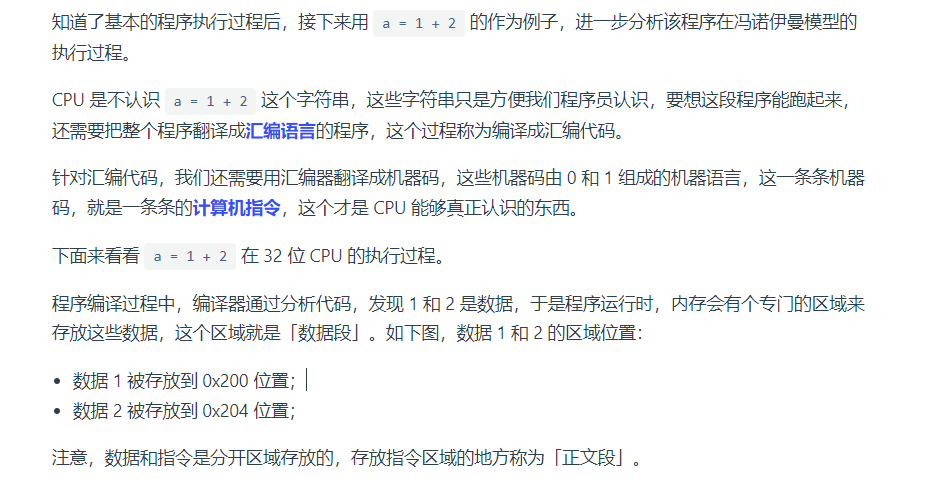 知道了基本的程序执行过程后，接下来用 a = 1 + 2 的作为例子，进一步分析该程序在冯诺伊曼模型的
执行过程。
CPU 是不认识 a = 1 + 2 这个字符串，这些字符串只是方便我们程序员认识，要想这段程序能跑起来，
还需要把整个程序翻译成汇编语言的程序，这个过程称为编译成汇编代码。
针对汇编代码，我们还需要用汇编器翻译成机器码，这些机器码由 0 和 1 组成的机器语言，这一条条机器
码，就是一条条的计算机指令，这个才是 CPU 能够真正认识的东西。
下面来看看 a = 1 + 2 在 32 位 CPU 的执行过程。
程序编译过程中，编译器通过分析代码，发现 1 和 2 是数据，于是程序运行时，内存会有个专门的区域来
存放这些数据，这个区域就是「数据段」。如下图，数据 1 和 2 的区域位置：
• 数据 1 被存放到 0x200 位置；
• 数据 2 被存放到 0x204 位置；
注意，数据和指令是分开区域存放的，存放指令区域的地方称为「正文段」。